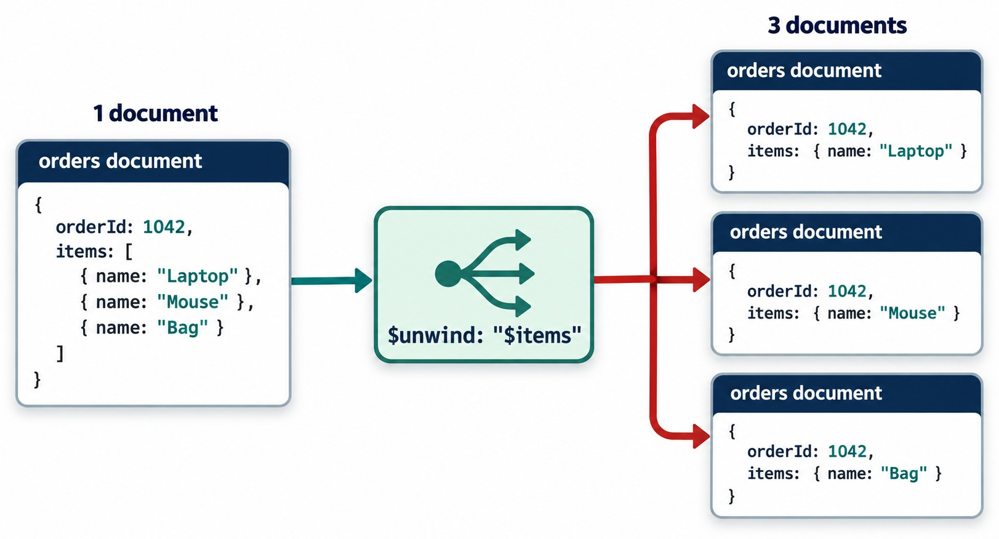 1 document
orders document
{
orderId: 1042,
items: [
{ name: "Laptop" },
{ name: "Mouse" },
{ name: "Bag" }
]
}
$unwind: "$items"
3 documents
orders document
{
orderId: 1042,
items: { name: "Laptop" }
}
orders document
{
orderId: 1042,
items: { name: "Mouse" }
}
orders document
{
orderId: 1042,
items: { name: "Bag" }
}